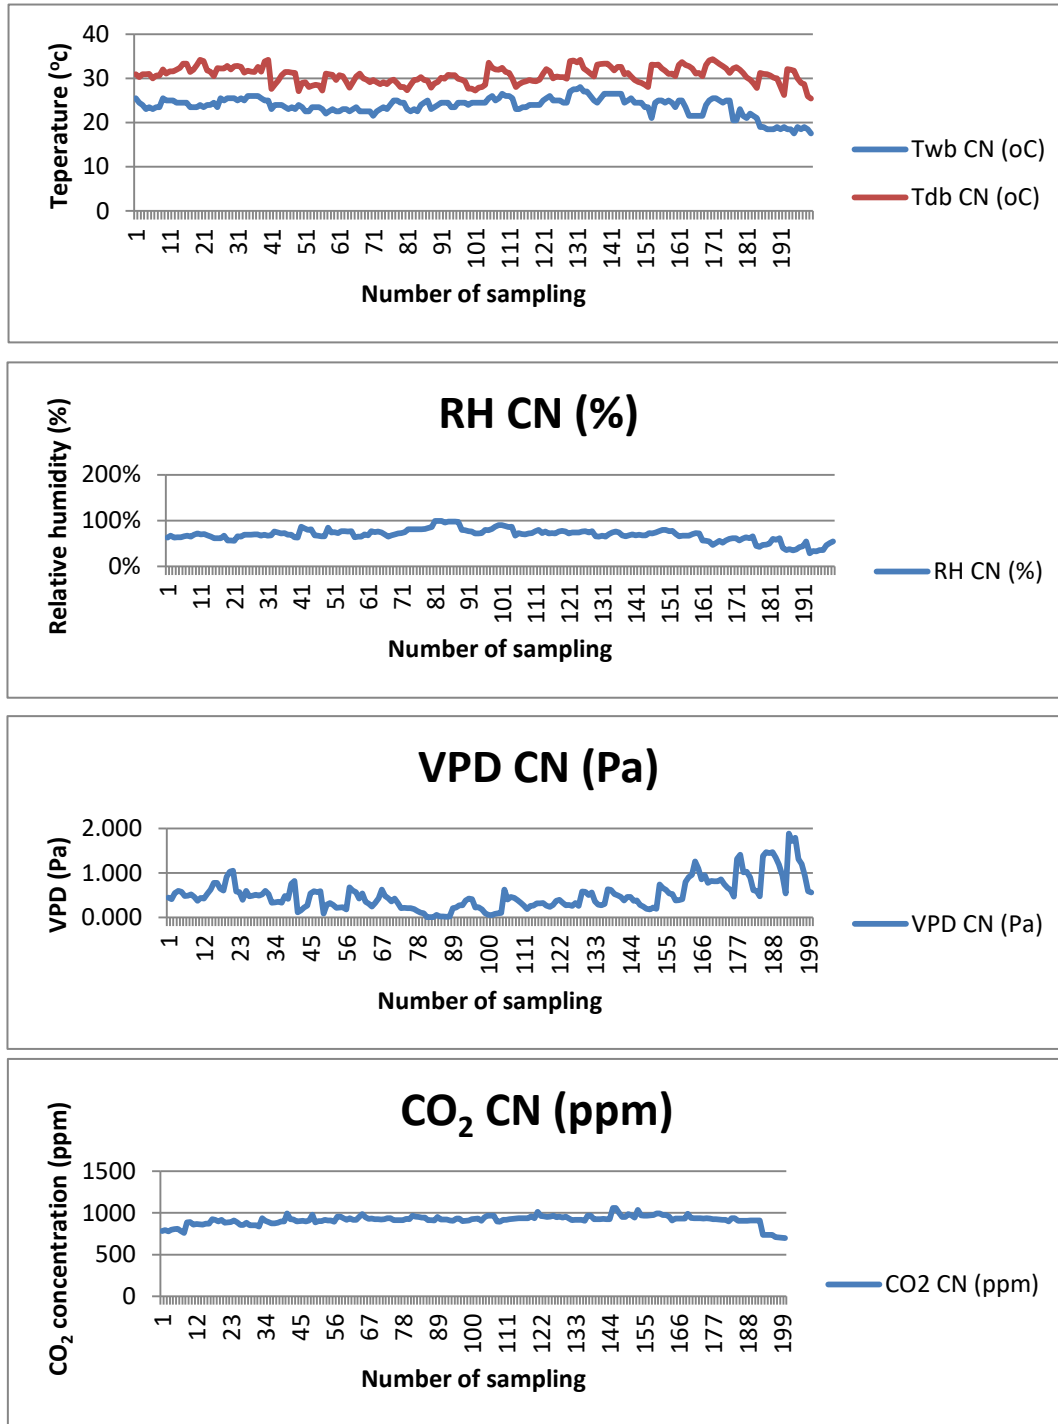 40
30
20
10
0
Teperature (°c)
1 11 21 31 41 51 61 71 81 91 101 111 121 131 141 151 161 171 181 191
Number of sampling
Twb CN (oC)
Tdb CN (oC)
RH CN (%)
Relative humidity (%)
200%
100%
0%
1 11 21 31 41 51 61 71 81 91 101 111 121 131 141 151 161 171 181 191
Number of sampling
RH CN (%)
VPD CN (Pa)
VPD (Pa)
2.000
1.000
0.000
1 12 23 34 45 56 67 78 89 100 111 122 133 144 155 166 177 188 199
Number of sampling
VPD CN (Pa)
CO₂ CN (ppm)
CO₂ concentration (ppm)
1500
1000
500
0
1 12 23 34 45 56 67 78 89 100 111 122 133 144 155 166 177 188 199
Number of sampling
CO2 CN (ppm)